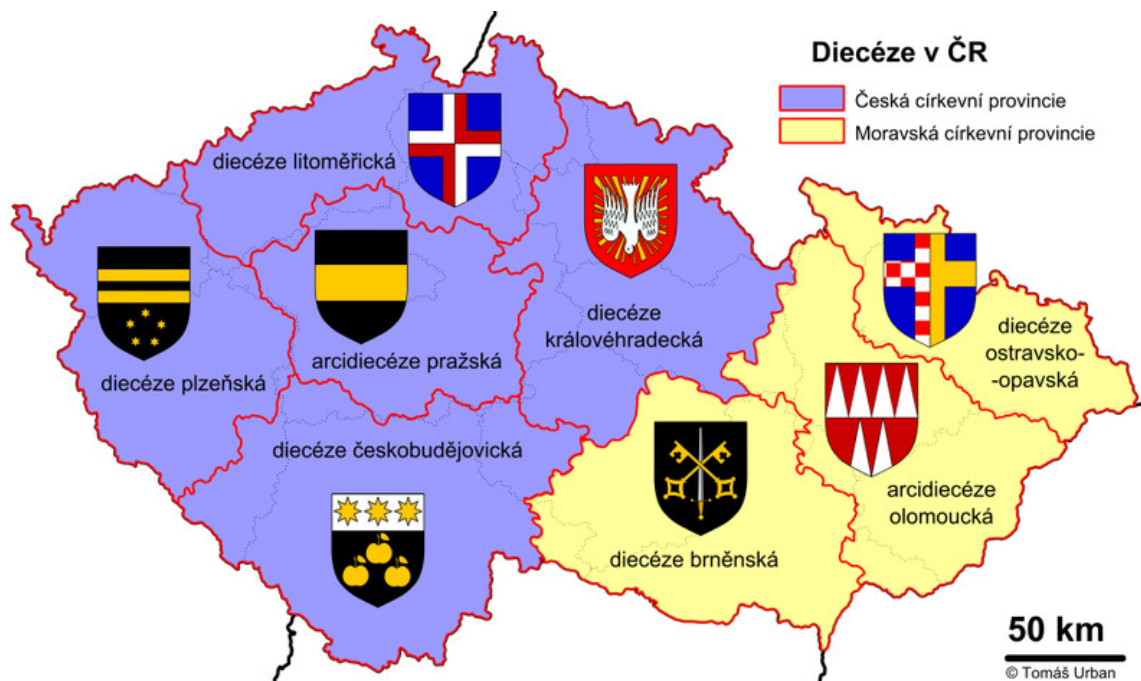 Diecéze v ČR
Česká církevní provincie
Moravská církevní provincie
diecéze litoměřická
diecéze
královéhradecká
diecéze plzeňská
arcidiecéze pražská
diecéze
ostravsko-
-opavská
diecéze českobudějovická
arcidiecéze
olomoucká
diecéze brněnská
50 km
© Tomáš Urban